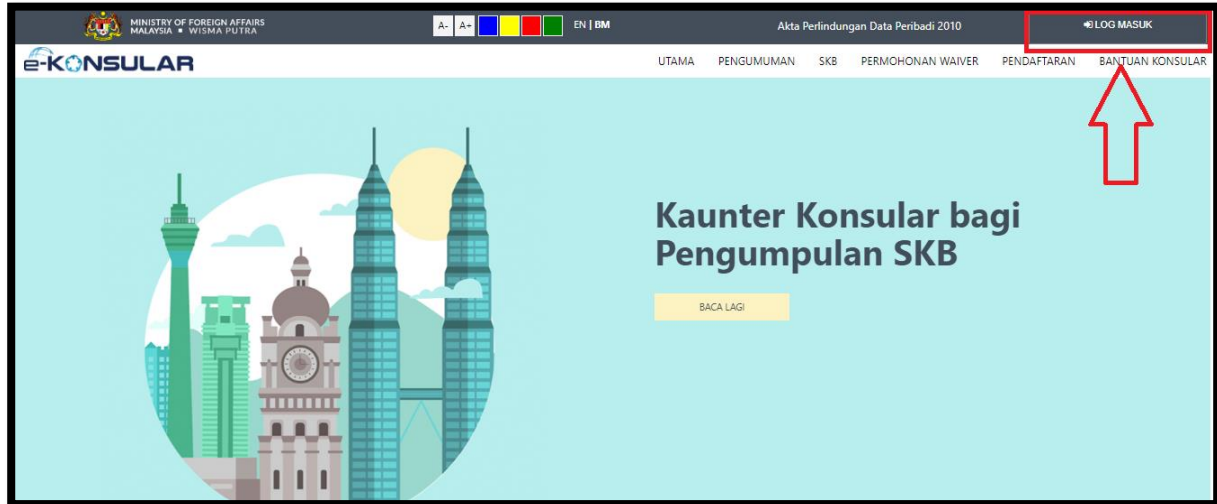 MINISTRY OF FOREIGN AFFAIRS
MALAYSIA ▪ WISMA PUTRA
A- A+ EN | BM
Akta Perlindungan Data Peribadi 2010
LOG MASUK
e-KONSULAR
UTAMA PENGUMUMAN SKB PERMOHONAN WAIVER PENDAFTARAN BANTUAN KONSULAR
Kaunter Konsular bagi
Pengumpulan SKB
BACA LAGI